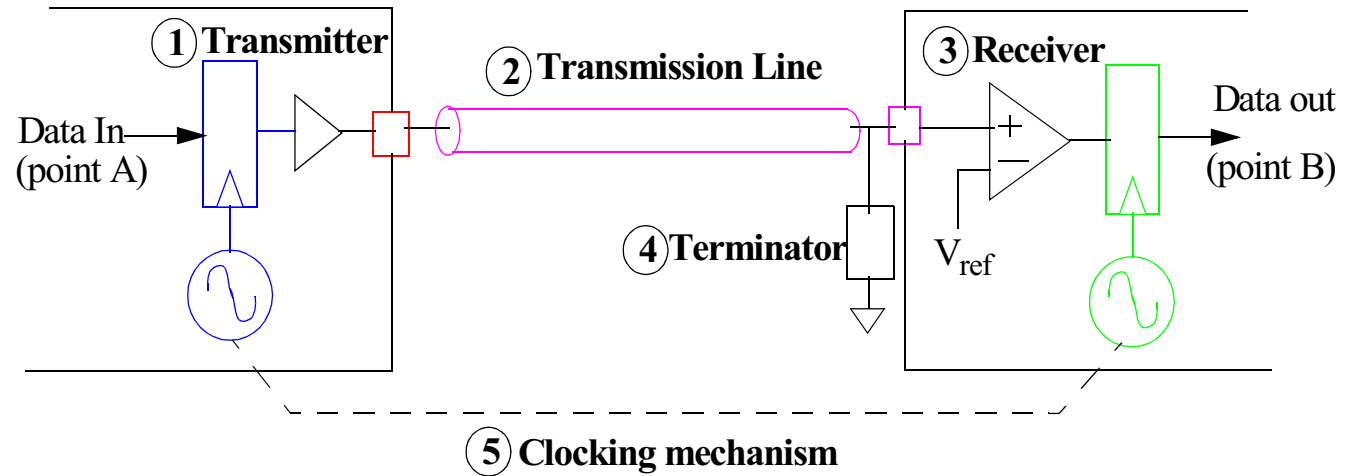 1 Transmitter
2 Transmission Line
3 Receiver
Data In
(point A)
+
−
Data out
(point B)
4 Terminator
Vref
5 Clocking mechanism